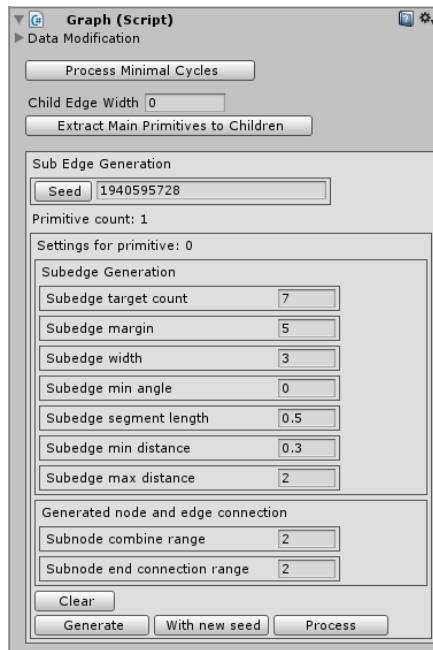 Graph (Script)
Data Modification
Process Minimal Cycles
Child Edge Width 0
Extract Main Primitives to Children
Sub Edge Generation
Seed 1940595728
Primitive count: 1
Settings for primitive: 0
Subedge Generation
Subedge target count 7
Subedge margin 5
Subedge width 3
Subedge min angle 0
Subedge segment length 0.5
Subedge min distance 0.3
Subedge max distance 2
Generated node and edge connection
Subnode combine range 2
Subnode end connection range 2
Clear
Generate With new seed Process